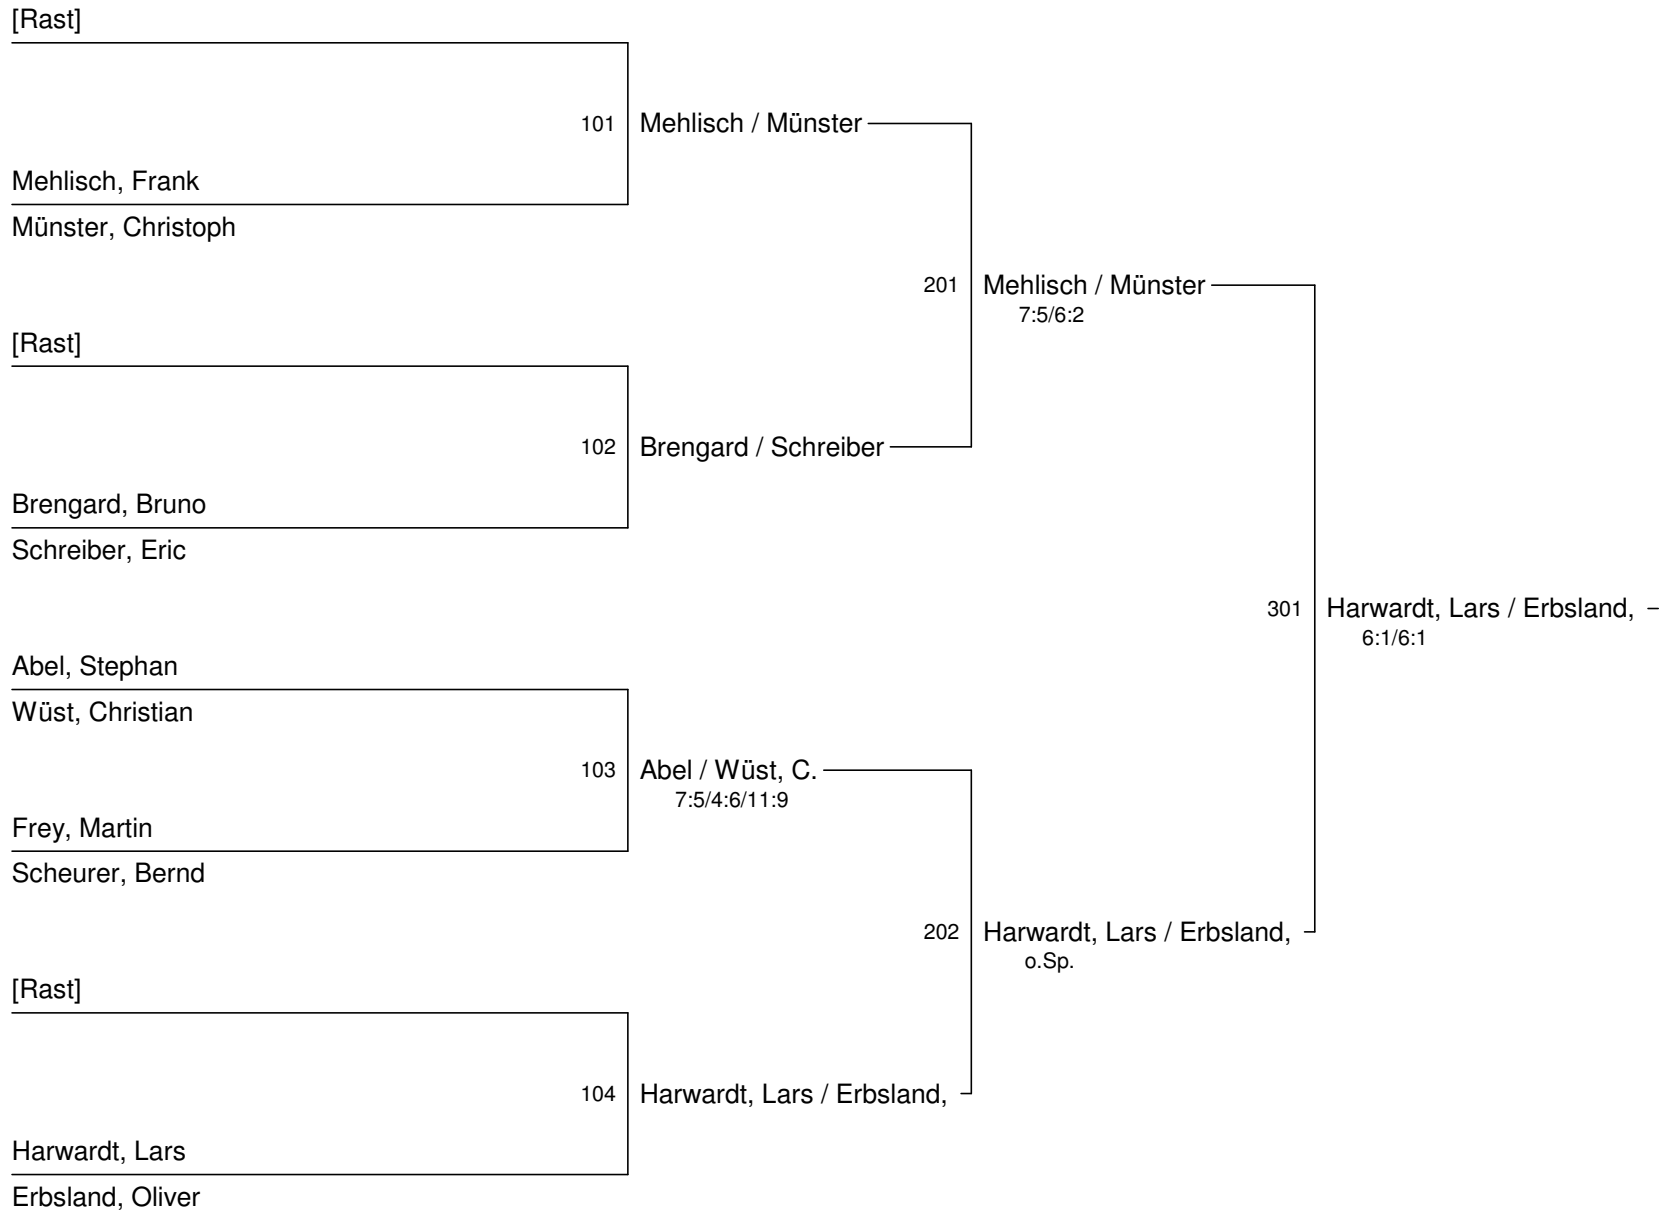 [Rast]
101 Mehlisch / Münster
Mehlisch, Frank
Münster, Christoph
201 Mehlisch / Münster
7:5/6:2
[Rast]
102 Brengard / Schreiber
Brengard, Bruno
Schreiber, Eric
301 Harwardt, Lars / Erbsland,
6:1/6:1
Abel, Stephan
Wüst, Christian
103 Abel / Wüst, C.
7:5/4:6/11:9
Frey, Martin
Scheurer, Bernd
202 Harwardt, Lars / Erbsland,
o.Sp.
[Rast]
104 Harwardt, Lars / Erbsland,
Harwardt, Lars
Erbsland, Oliver